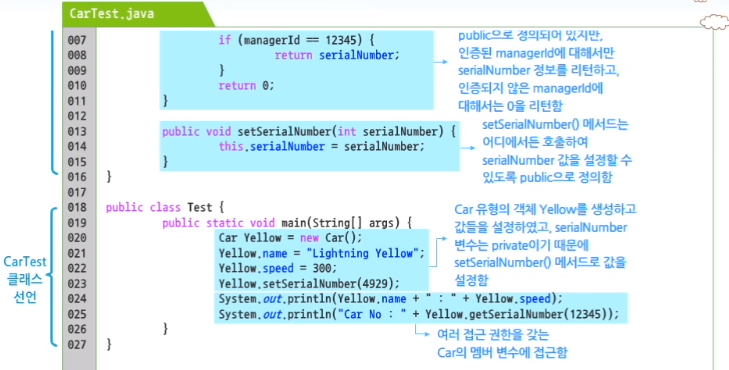 CarTest.java
007 if (managerId == 12345) {
008 return serialNumber;
009 }
010 return 0;
011 }
012
013 public void setSerialNumber(int serialNumber) {
014 this.serialNumber = serialNumber;
015 }
016 }
017
018 public class Test {
019 public static void main(String[] args) {
020 Car Yellow = new Car();
021 Yellow.name = "Lightning Yellow";
022 Yellow.speed = 300;
023 Yellow.setSerialNumber(4929);
024 System.out.println(Yellow.name + " : " + Yellow.speed);
025 System.out.println("Car No : " + Yellow.getSerialNumber(12345));
026 }
027 }
public으로 정의되어 있지만,
인증된 managerId에 대해서만
serialNumber 정보를 리턴하고,
인증되지 않은 managerId에
대해서는 0을 리턴함
setSerialNumber() 메서드는
어디에서든 호출하여
serialNumber 값을 설정할 수
있도록 public으로 정의함
Car 유형의 객체 Yellow를 생성하고
값들을 설정하였고, serialNumber
변수는 private이기 때문에
setSerialNumber() 메서드로 값을
설정함
여러 접근 권한을 갖는
Car의 멤버 변수에 접근함
CarTest
클래스
선언